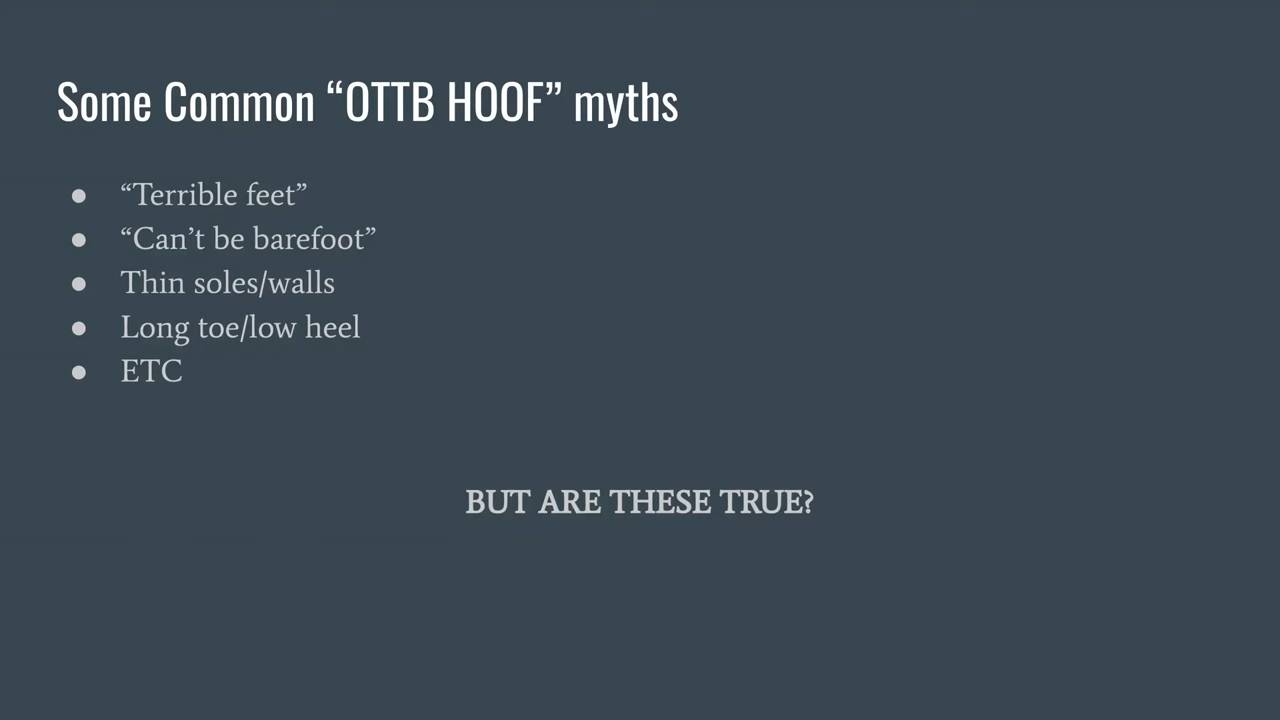 Some Common “OTTB HOOF” myths
● “Terrible feet”
● “Can’t be barefoot”
● Thin soles/walls
● Long toe/low heel
● ETC
BUT ARE THESE TRUE?